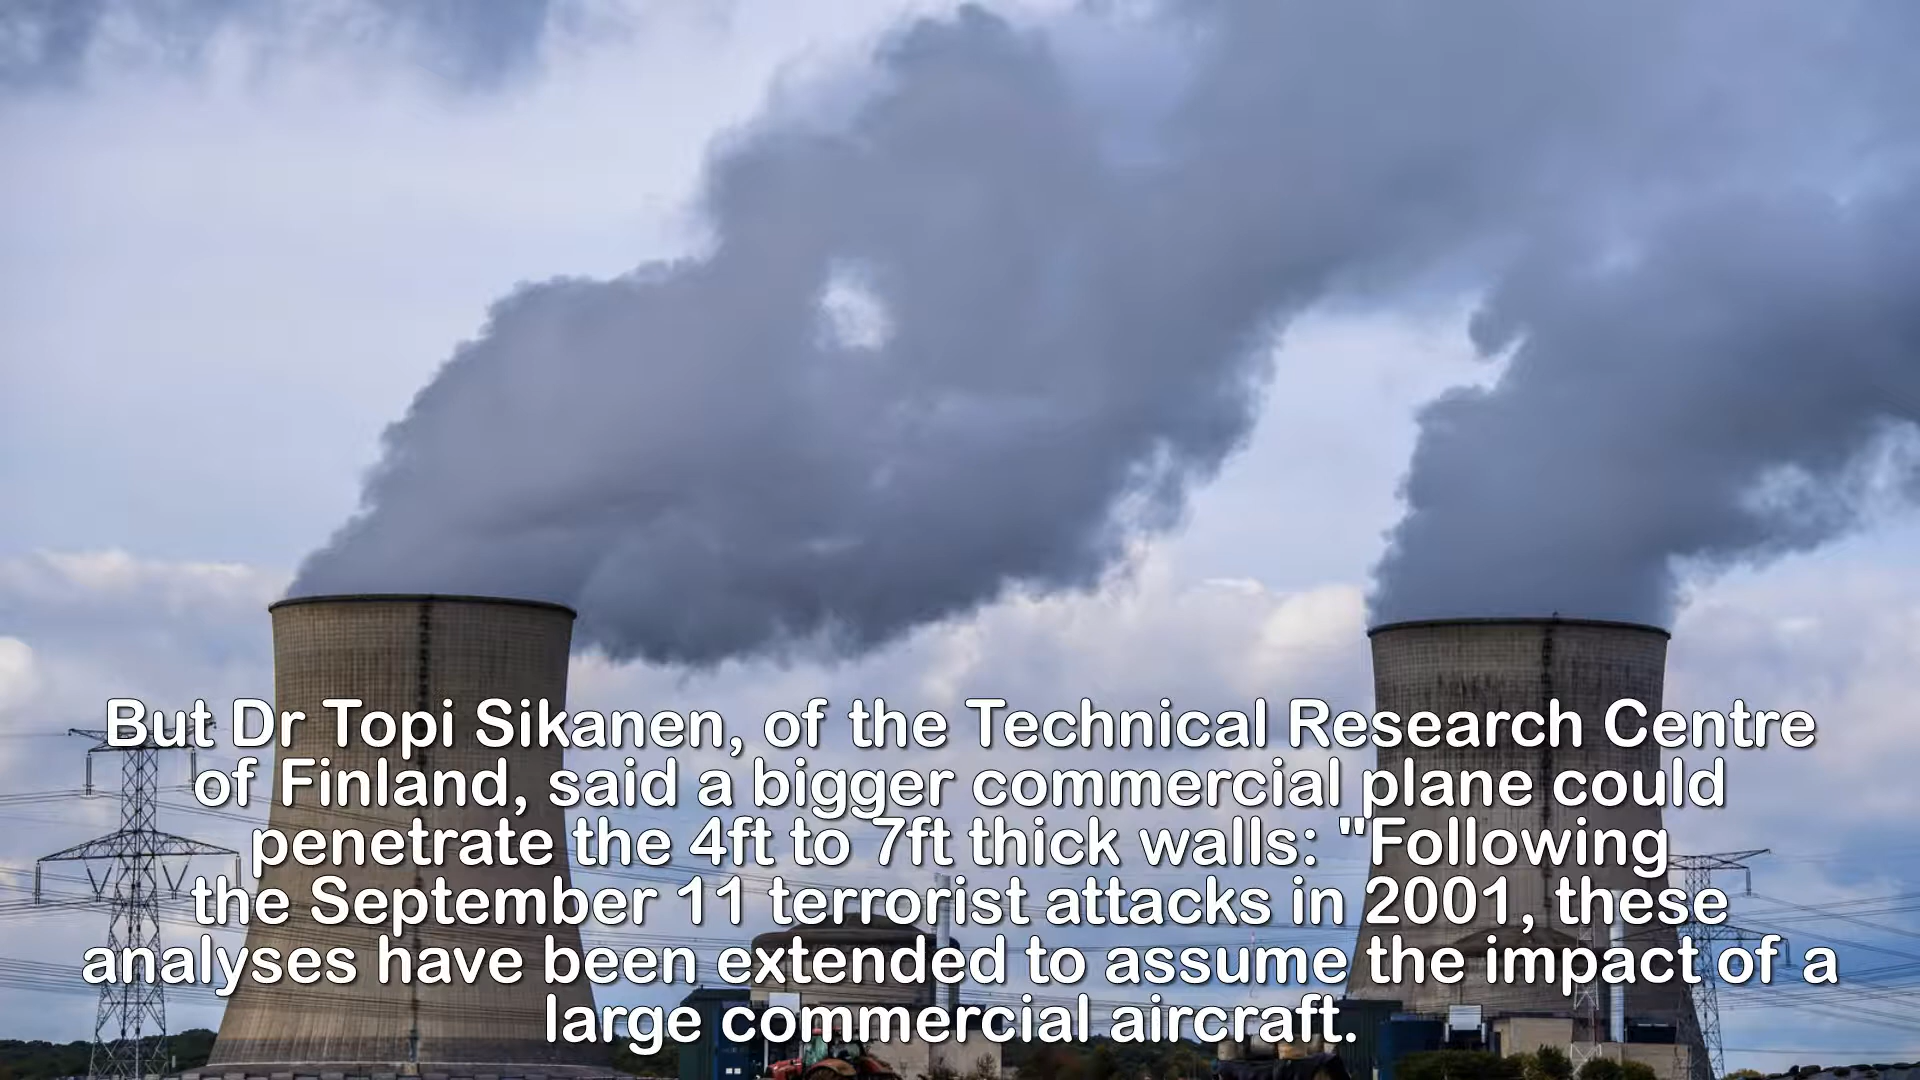 But Dr Topi Sikanen, of the Technical Research Centre
of Finland, said a bigger commercial plane could
penetrate the 4ft to 7ft thick walls: "Following
the September 11 terrorist attacks in 2001, these
analyses have been extended to assume the impact of a
large commercial aircraft.